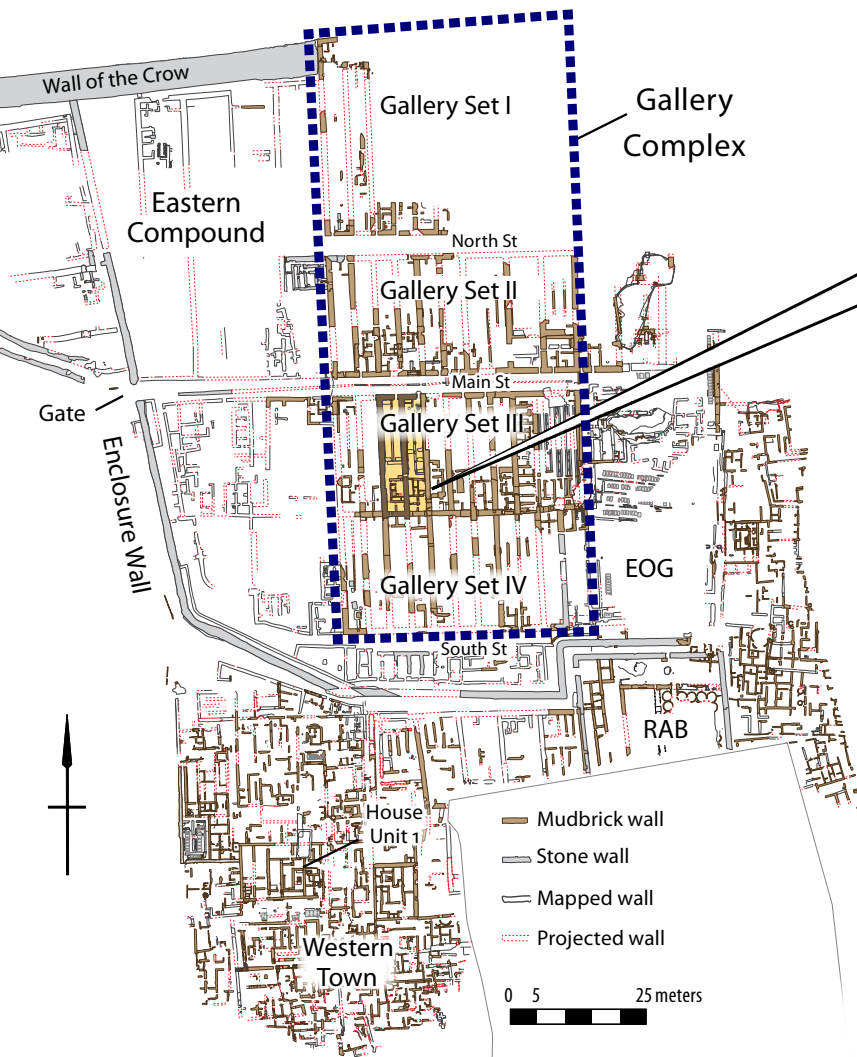 Wall of the Crow
Gallery Set I
Gallery
Complex
Eastern
Compound
North St
Gallery Set II
Main St
Gate
Gallery Set III
Enclosure Wall
EOG
Gallery Set IV
South St
RAB
House
Unit 1
Mudbrick wall
Stone wall
Mapped wall
Projected wall
Western
Town
0 5 25 meters